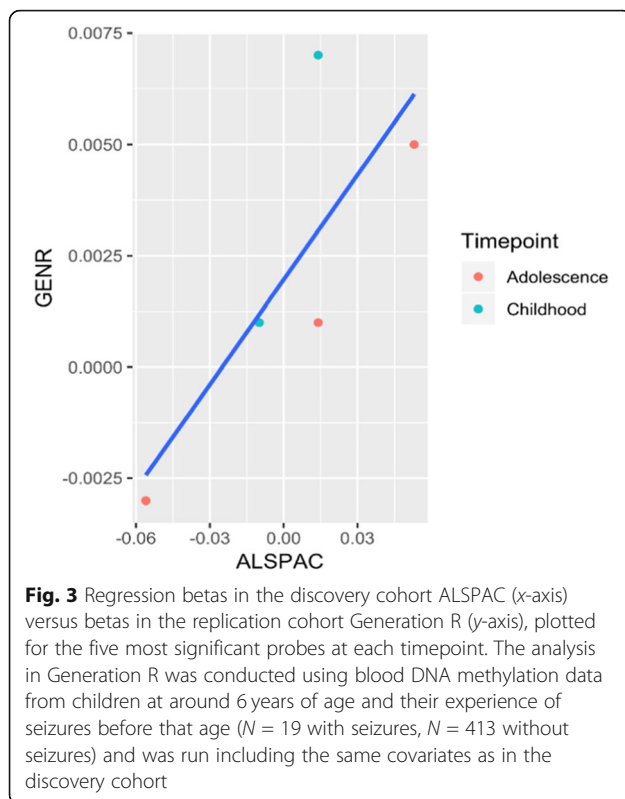 0.0075
0.0050
0.0025
0.0000
-0.0025
GENR
-0.06
-0.03
0.00
0.03
ALSPAC
Timepoint
Adolescence
Childhood
Fig. 3 Regression betas in the discovery cohort ALSPAC (x-axis)
versus betas in the replication cohort Generation R (y-axis), plotted
for the five most significant probes at each timepoint. The analysis
in Generation R was conducted using blood DNA methylation data
from children at around 6 years of age and their experience of
seizures before that age (N = 19 with seizures, N = 413 without
seizures) and was run including the same covariates as in the
discovery cohort